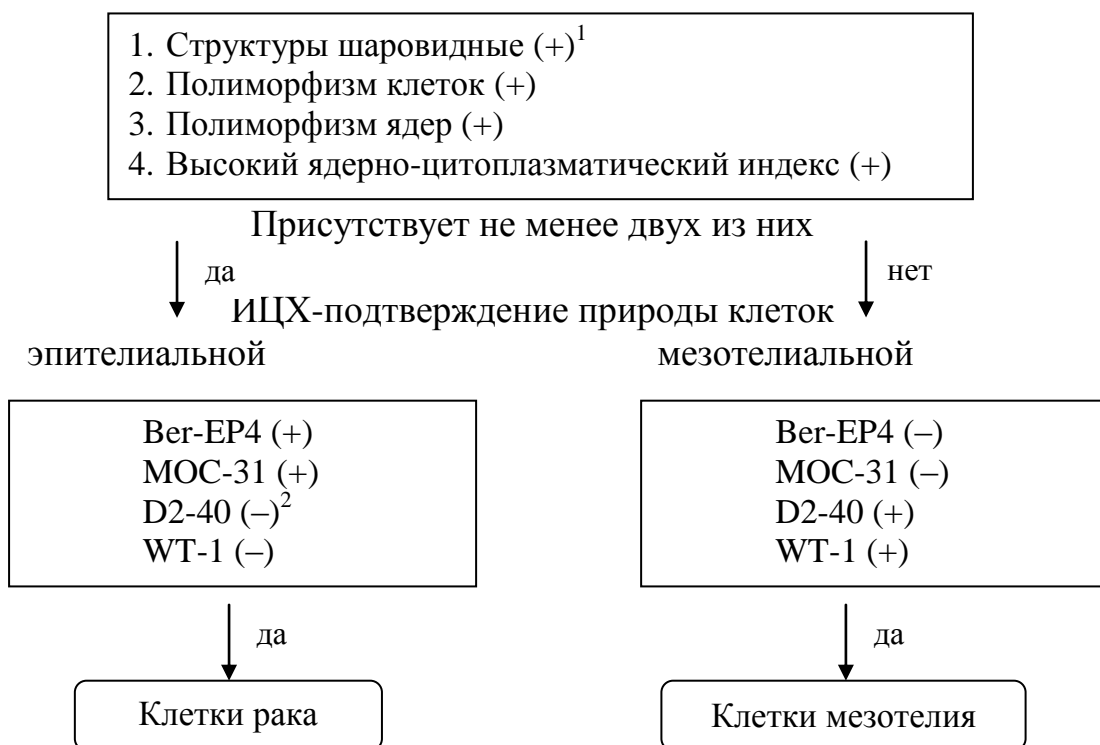 1. Структуры шаровидные (+)1
2. Полиморфизм клеток (+)
3. Полиморфизм ядер (+)
4. Высокий ядерно-цитоплазматический индекс (+)
Присутствует не менее двух из них
да
нет
ИЦХ-подтверждение природы клеток
эпителиальной
мезотелиальной
Ber-EP4 (+)
MOC-31 (+)
D2-40 (–)2
WT-1 (–)
Ber-EP4 (–)
MOC-31 (–)
D2-40 (+)
WT-1 (+)
да
да
Клетки рака
Клетки мезотелия